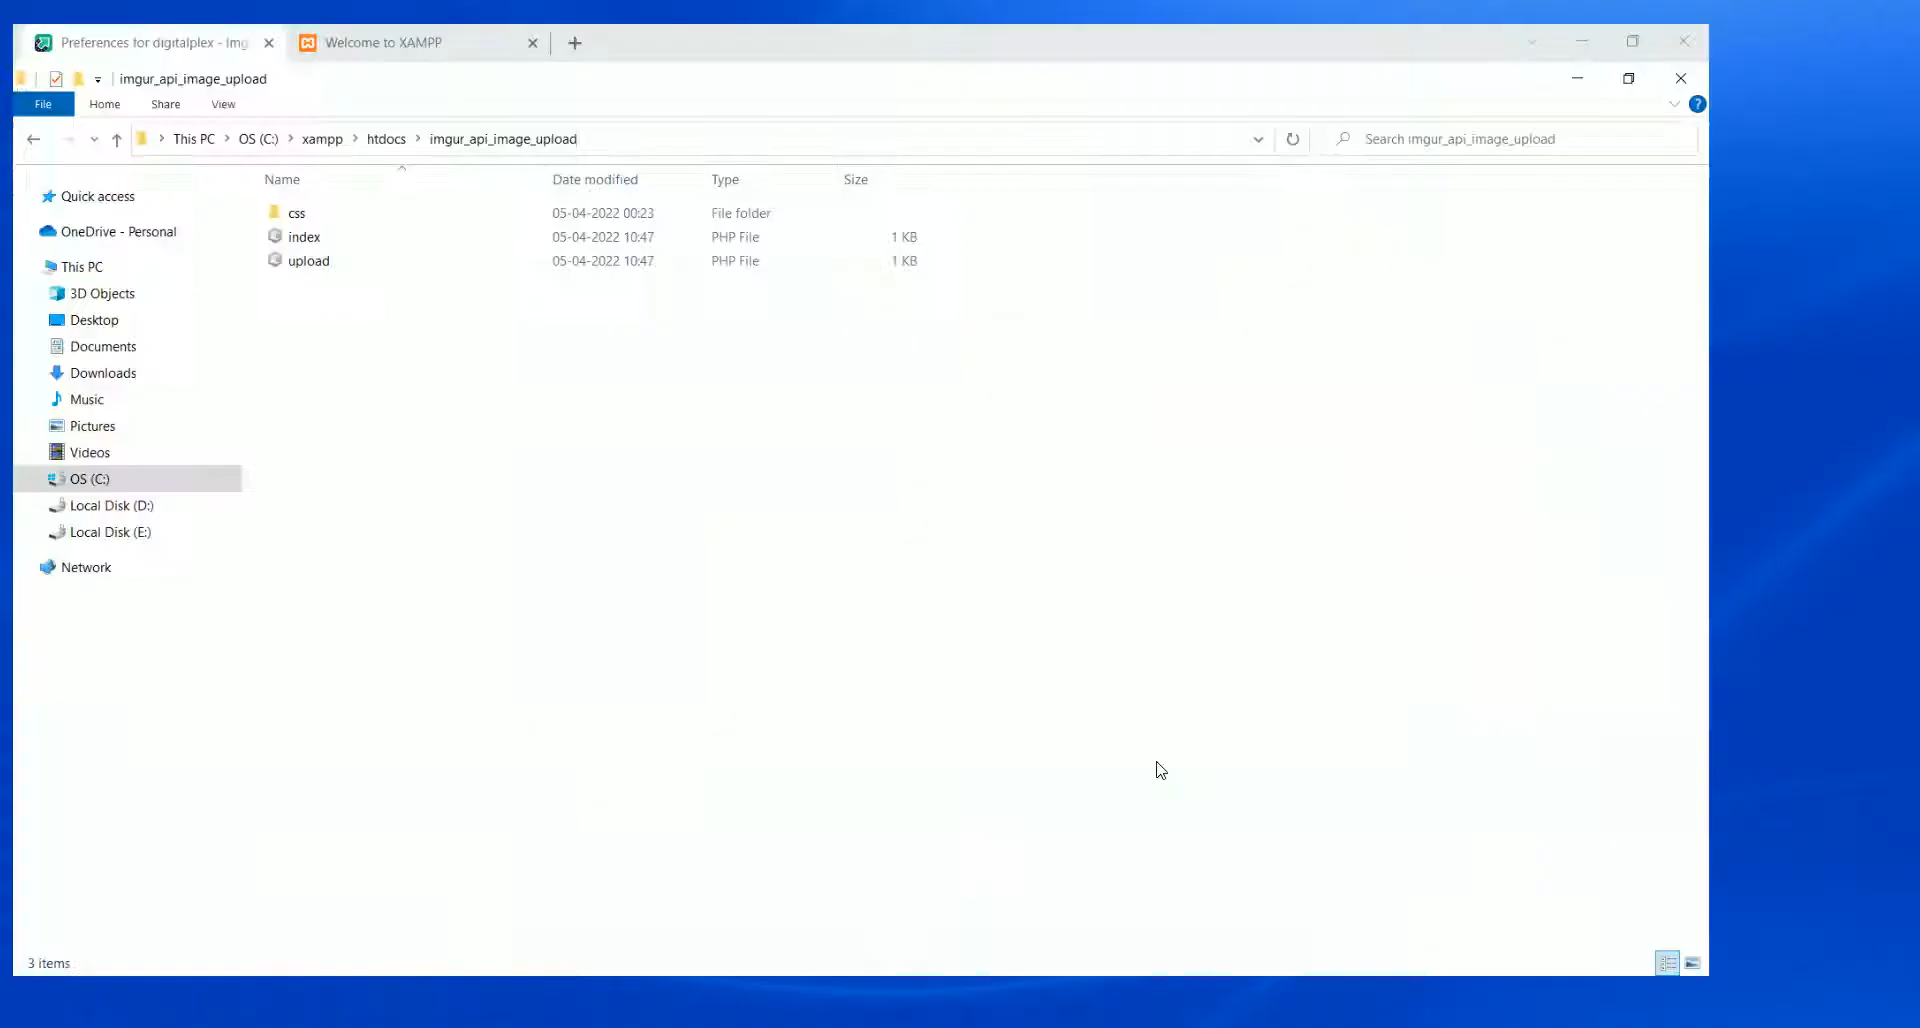 Preferences for digitalplex - Img
Welcome to XAMPP
imgur_api_image_upload
File Home Share View
This PC OS (C:) xampp htdocs imgur_api_image_upload
Search imgur_api_image_upload
Name Date modified Type Size
css 05-04-2022 00:23 File folder
index 05-04-2022 10:47 PHP File 1 KB
upload 05-04-2022 10:47 PHP File 1 KB
Quick access
OneDrive - Personal
This PC
3D Objects
Desktop
Documents
Downloads
Music
Pictures
Videos
OS (C:)
Local Disk (D:)
Local Disk (E:)
Network
3 items